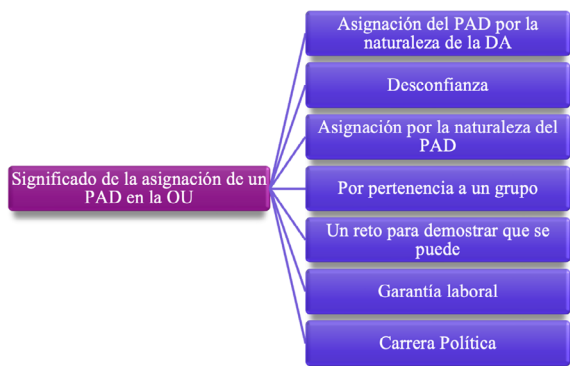 Asignación del PAD por la
naturaleza de la DA
Desconfianza
Asignación por la naturaleza del
PAD
Significado de la asignación de un
PAD en la OU
Por pertenencia a un grupo
Un reto para demostrar que se
puede
Garantía laboral
Carrera Política